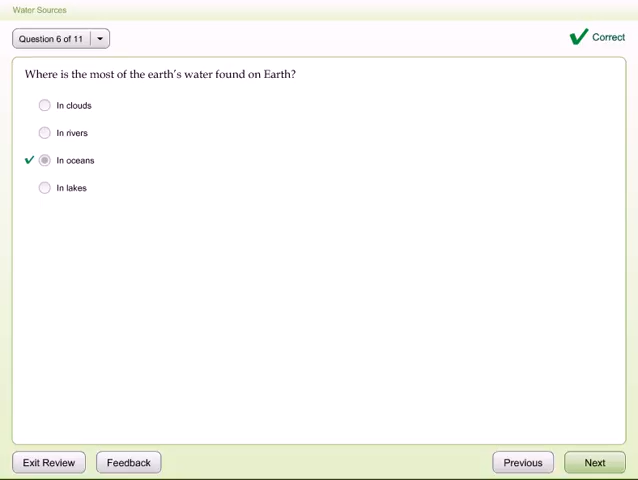 Water Sources
Question 6 of 11
Correct
Where is the most of the earth's water found on Earth?
In clouds
In rivers
In oceans
In lakes
Exit Review
Feedback
Previous
Next